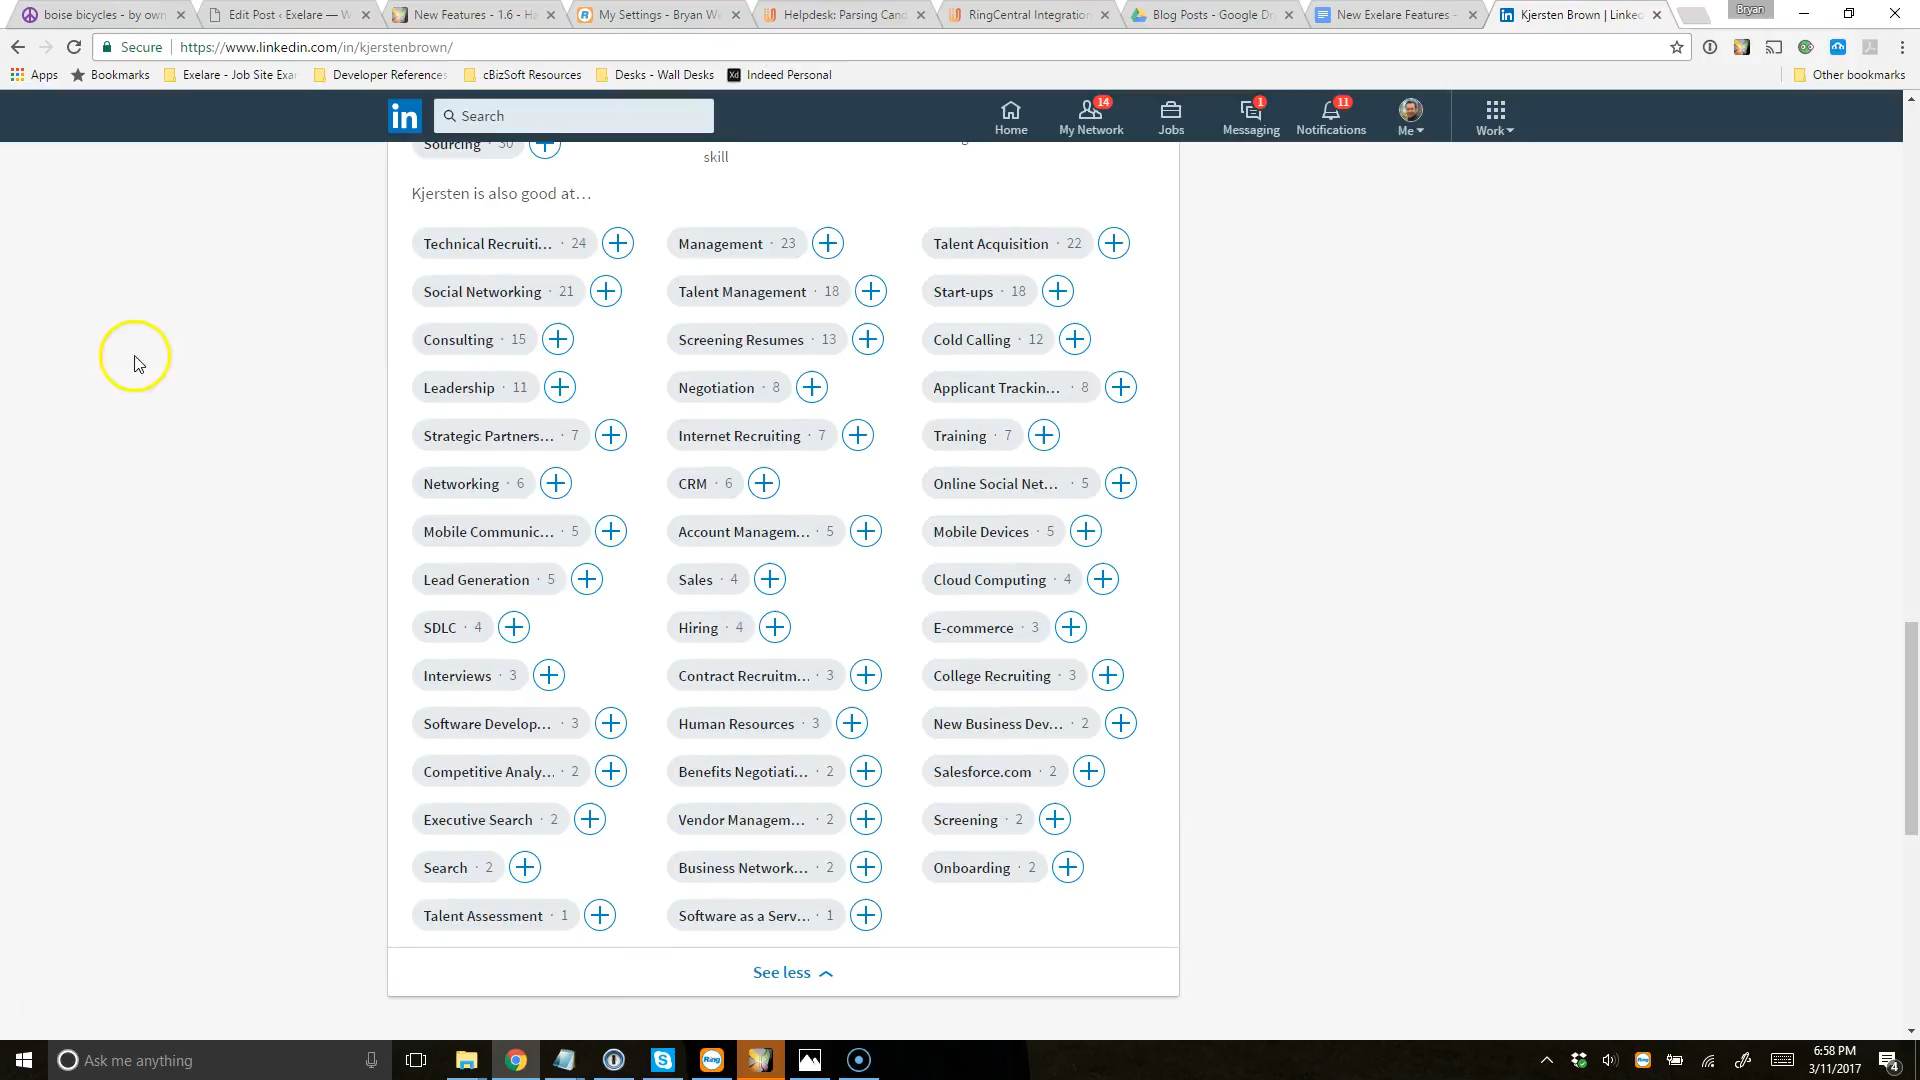 boise bicycles - by own
Edit Post ‹ Exelare — W
New Features - 1.6 - Ha
My Settings - Bryan Wi
Helpdesk: Parsing Cand
RingCentral Integration
Blog Posts - Google Dri
New Exelare Features -
Kjersten Brown | Linked
Bryan
Secure https://www.linkedin.com/in/kjerstenbrown/
Apps Bookmarks Exelare - Job Site Exa Developer References cBizSoft Resources Desks - Wall Desks Xd Indeed Personal Other bookmarks
in Search
Home
14 My Network
Jobs
1 Messaging
11 Notifications
Me
Work
Sourcing · 30
skill
Kjersten is also good at…
Technical Recruiti... · 24 Management · 23 Talent Acquisition · 22
Social Networking · 21 Talent Management · 18 Start-ups · 18
Consulting · 15 Screening Resumes · 13 Cold Calling · 12
Leadership · 11 Negotiation · 8 Applicant Trackin... · 8
Strategic Partners... · 7 Internet Recruiting · 7 Training · 7
Networking · 6 CRM · 6 Online Social Net... · 5
Mobile Communic... · 5 Account Managem... · 5 Mobile Devices · 5
Lead Generation · 5 Sales · 4 Cloud Computing · 4
SDLC · 4 Hiring · 4 E-commerce · 3
Interviews · 3 Contract Recruitm... · 3 College Recruiting · 3
Software Develop... · 3 Human Resources · 3 New Business Dev... · 2
Competitive Analy... · 2 Benefits Negotiati... · 2 Salesforce.com · 2
Executive Search · 2 Vendor Managem... · 2 Screening · 2
Search · 2 Business Network... · 2 Onboarding · 2
Talent Assessment · 1 Software as a Serv... · 1
See less
Ask me anything
Ring
6:58 PM
3/11/2017
4